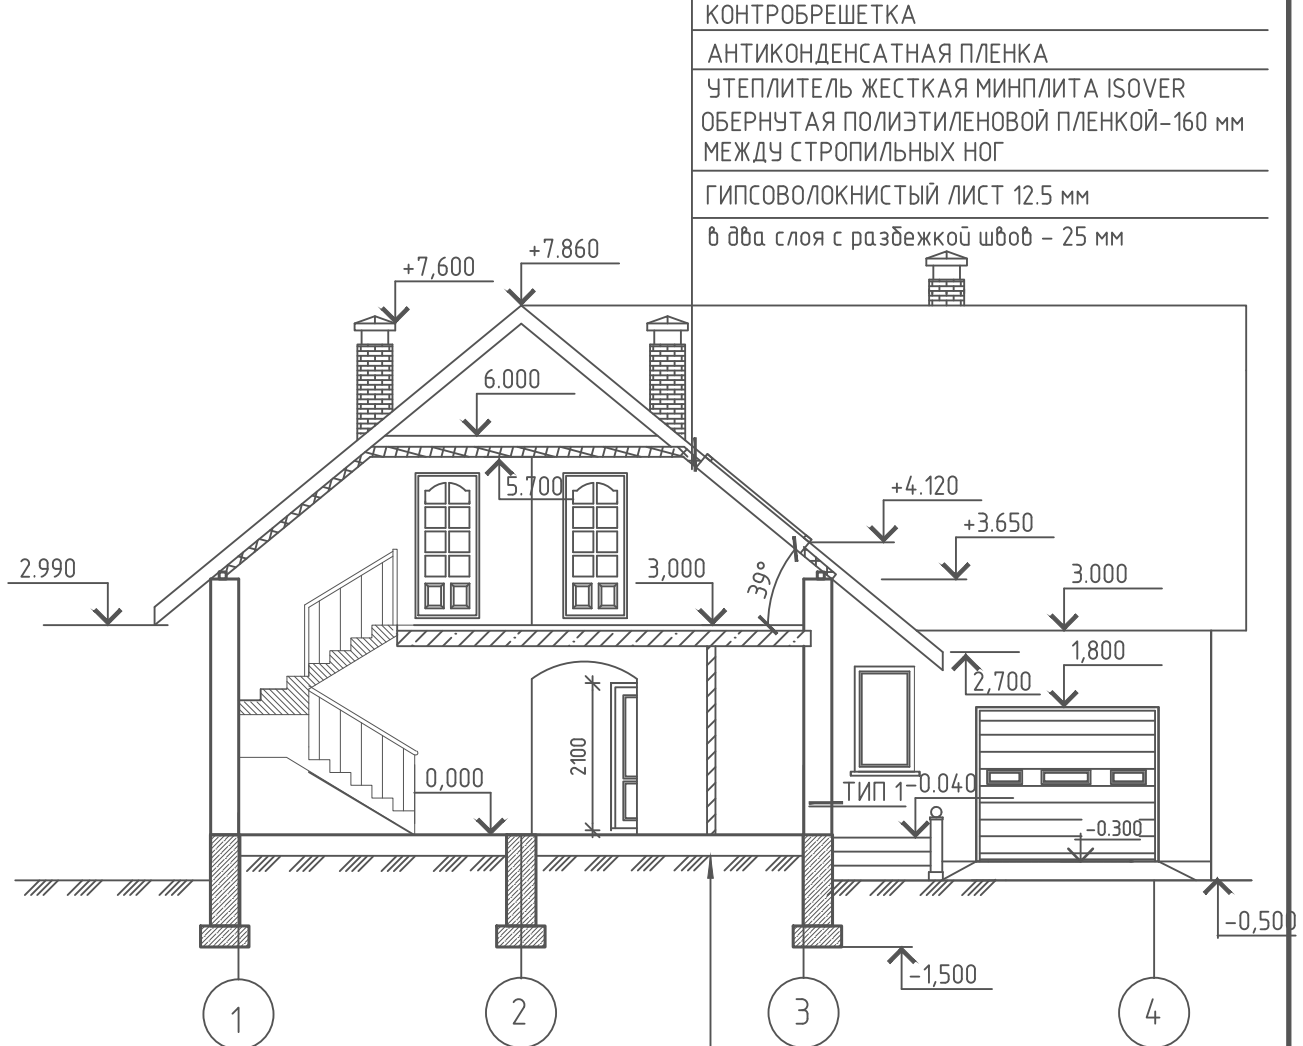 КОНТРОБРЕШЕТКА
АНТИКОНДЕНСАТНАЯ ПЛЕНКА
УТЕПЛИТЕЛЬ ЖЕСТКАЯ МИНПЛИТА ISOVER
ОБЕРНУТАЯ ПОЛИЭТИЛЕНОВОЙ ПЛЕНКОЙ-160 мм
МЕЖДУ СТРОПИЛЬНЫХ НОГ
ГИПСОВОЛОКНИСТЫЙ ЛИСТ 12.5 мм
в два слоя с разбежкой швов - 25 мм
+7,600
+7.860
6.000
5.700
+4.120
+3.650
2.990
3,000
39°
3.000
1,800
2,700
2100
0,000
ТИП 1
-0.040
-0.300
-0,500
-1,500
1
2
3
4